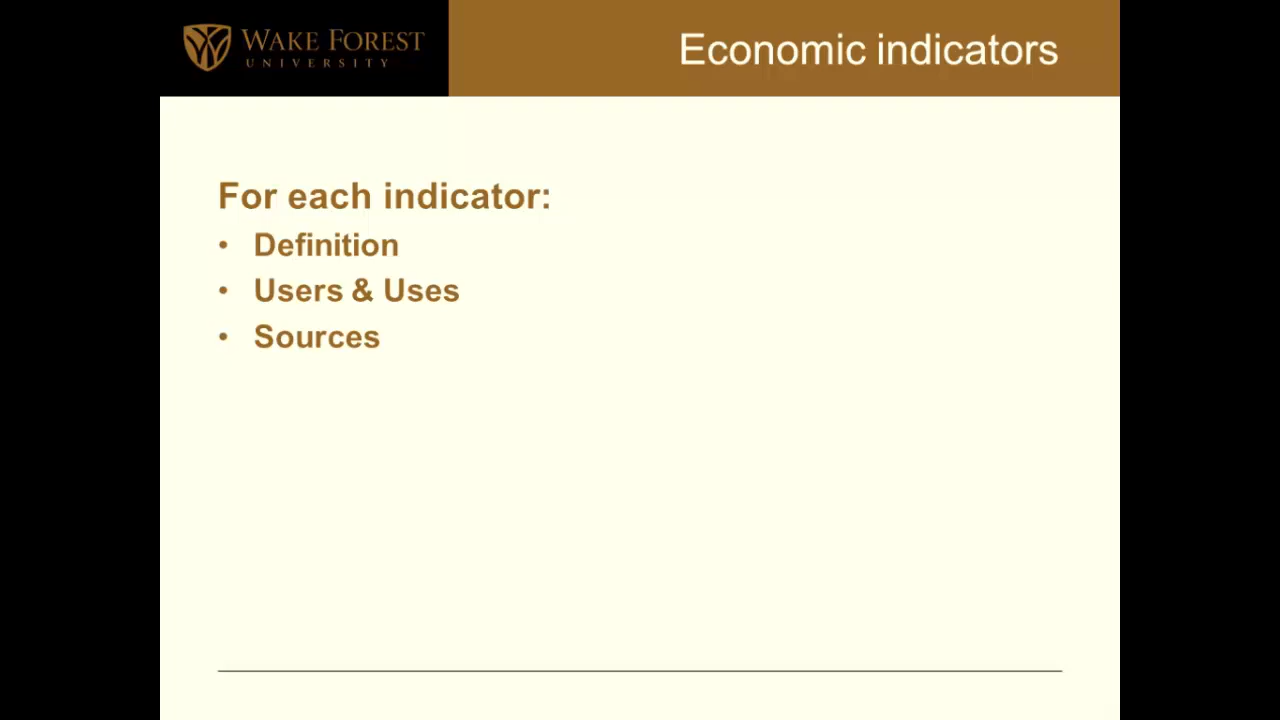 WAKE FOREST
UNIVERSITY
Economic indicators
For each indicator:
• Definition
• Users & Uses
• Sources